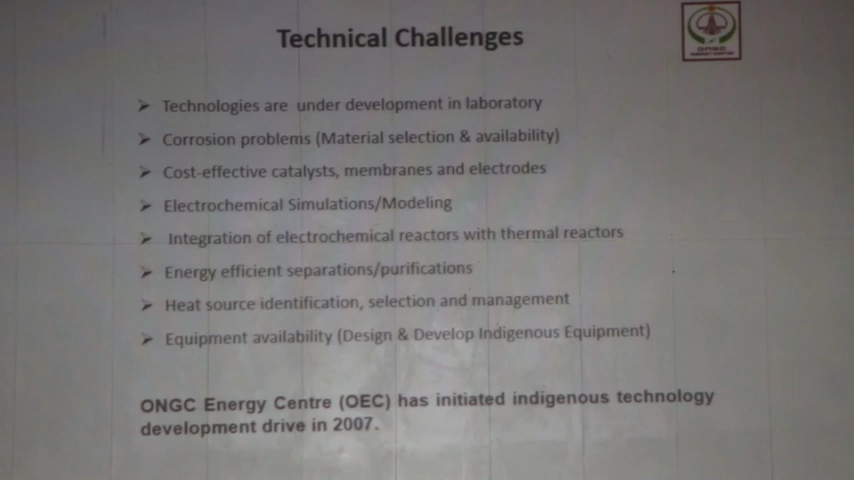 Technical Challenges
ONGC
➢ Technologies are under development in laboratory
➢ Corrosion problems (Material selection & availability)
➢ Cost-effective catalysts, membranes and electrodes
➢ Electrochemical Simulations/Modeling
➢ Integration of electrochemical reactors with thermal reactors
➢ Energy efficient separations/purifications
➢ Heat source identification, selection and management
➢ Equipment availability (Design & Develop Indigenous Equipment)
ONGC Energy Centre (OEC) has initiated indigenous technology
development drive in 2007.